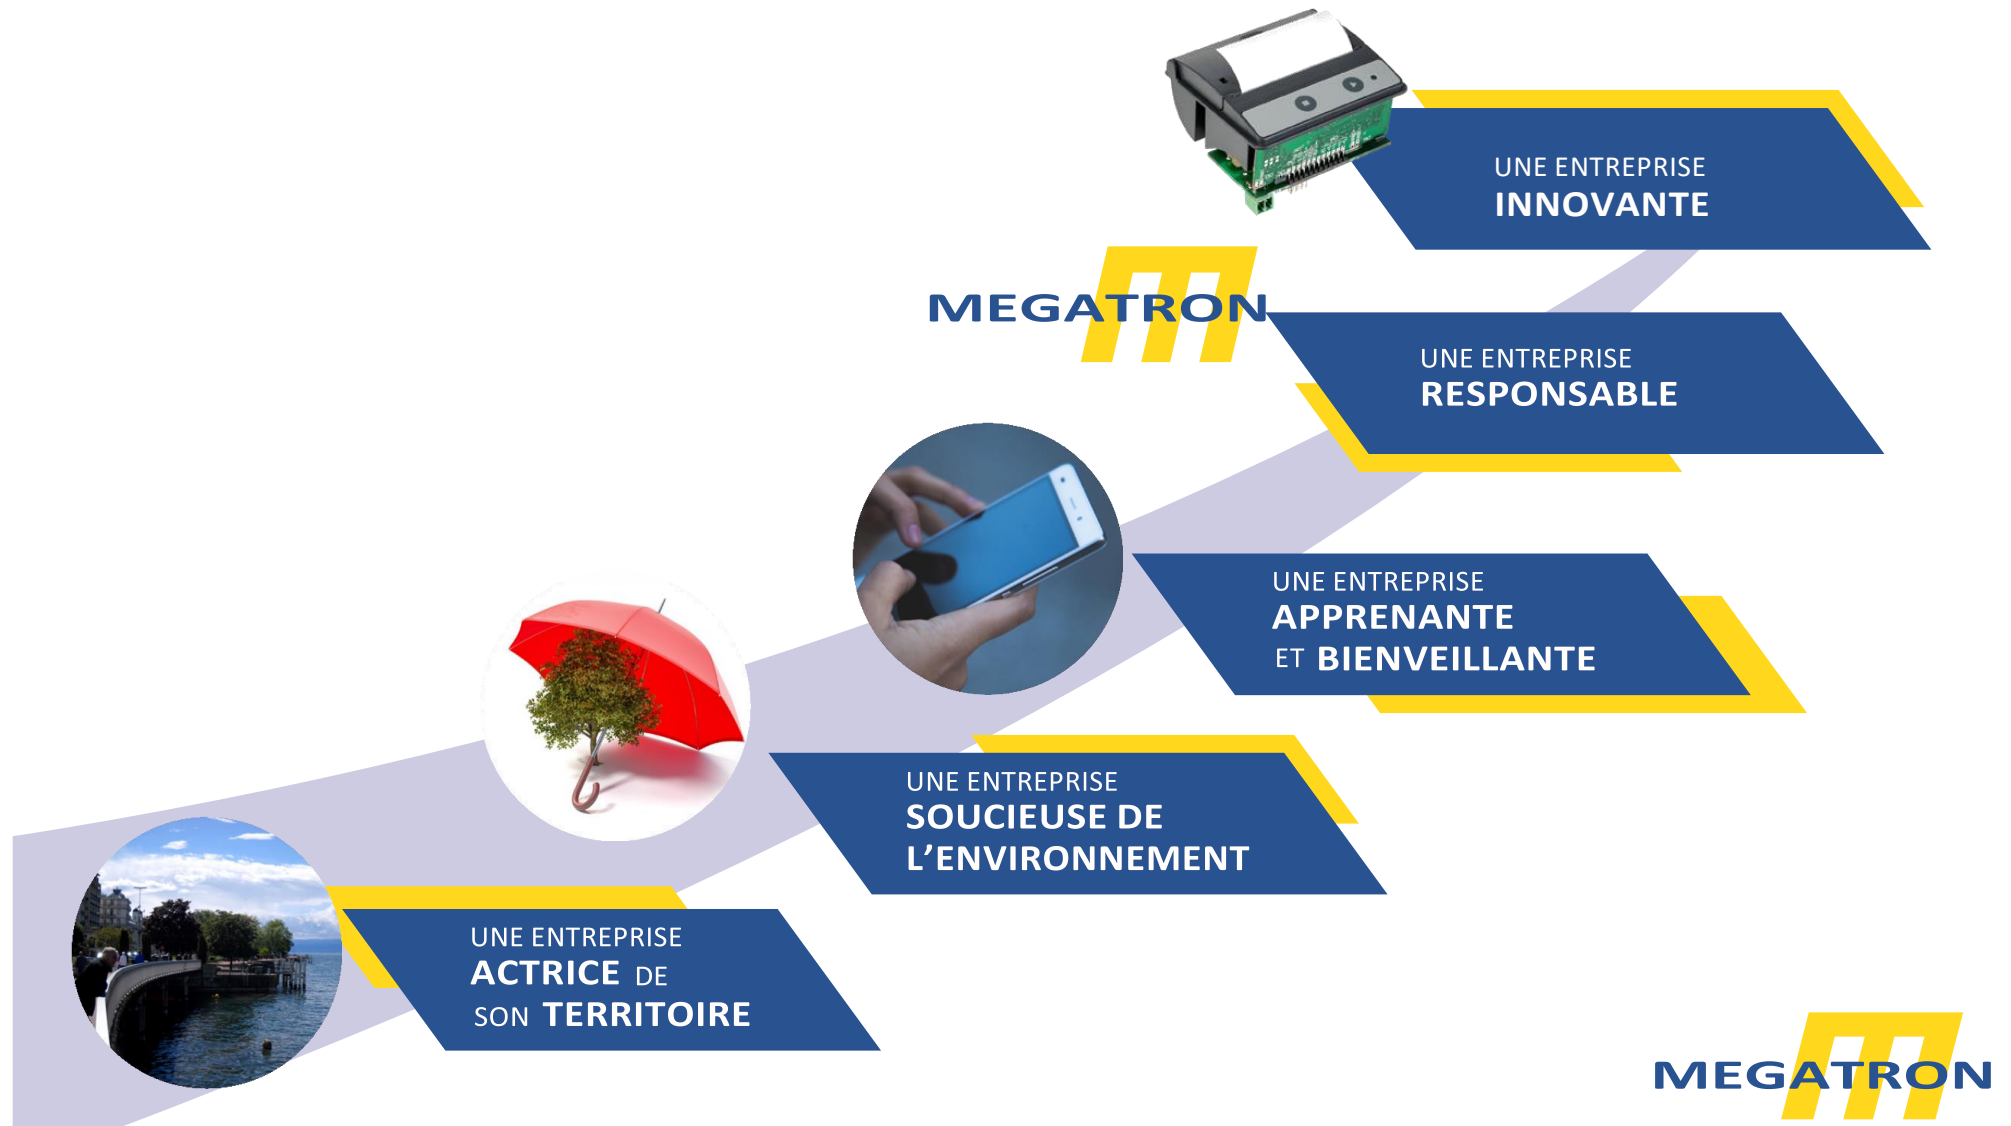 UNE ENTREPRISE
INNOVANTE
MEGATRON
UNE ENTREPRISE
RESPONSABLE
UNE ENTREPRISE
APPRENANTE
ET BIENVEILLANTE
UNE ENTREPRISE
SOUCIEUSE DE
L’ENVIRONNEMENT
UNE ENTREPRISE
ACTRICE DE
SON TERRITOIRE
MEGATRON